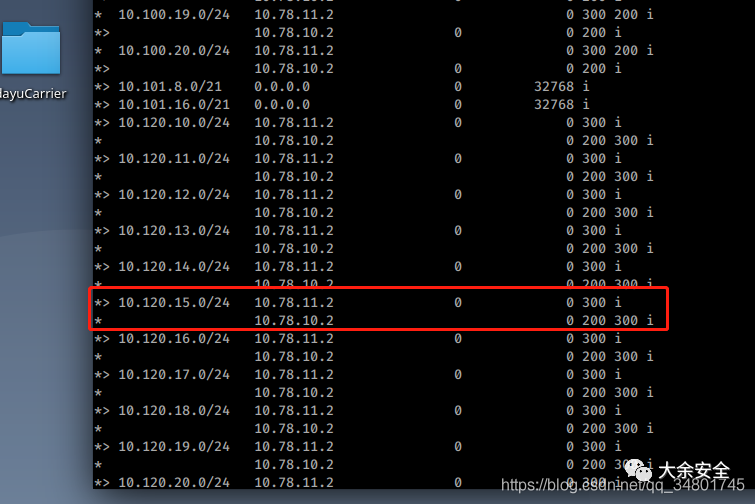 * 10.100.19.0/24 10.78.11.2 0 300 200 i
*> 10.78.10.2 0 0 200 i
* 10.100.20.0/24 10.78.11.2 0 300 200 i
*> 10.78.10.2 0 0 200 i
*> 10.101.8.0/21 0.0.0.0 0 32768 i
*> 10.101.16.0/21 0.0.0.0 0 32768 i
*> 10.120.10.0/24 10.78.11.2 0 0 300 i
* 10.78.10.2 0 200 300 i
*> 10.120.11.0/24 10.78.11.2 0 0 300 i
* 10.78.10.2 0 200 300 i
*> 10.120.12.0/24 10.78.11.2 0 0 300 i
* 10.78.10.2 0 200 300 i
*> 10.120.13.0/24 10.78.11.2 0 0 300 i
* 10.78.10.2 0 200 300 i
*> 10.120.14.0/24 10.78.11.2 0 0 300 i
* 10.78.10.2 0 200 300 i
*> 10.120.15.0/24 10.78.11.2 0 0 300 i
* 10.78.10.2 0 200 300 i
*> 10.120.16.0/24 10.78.11.2 0 0 300 i
* 10.78.10.2 0 200 300 i
*> 10.120.17.0/24 10.78.11.2 0 0 300 i
* 10.78.10.2 0 200 300 i
*> 10.120.18.0/24 10.78.11.2 0 0 300 i
* 10.78.10.2 0 200 300 i
*> 10.120.19.0/24 10.78.11.2 0 0 300 i
* 10.78.10.2 0 200
*> 10.120.20.0/24 10.78.11.2
dayuCarrier
大余安全
https://blog.csdn.net/qq_34801745